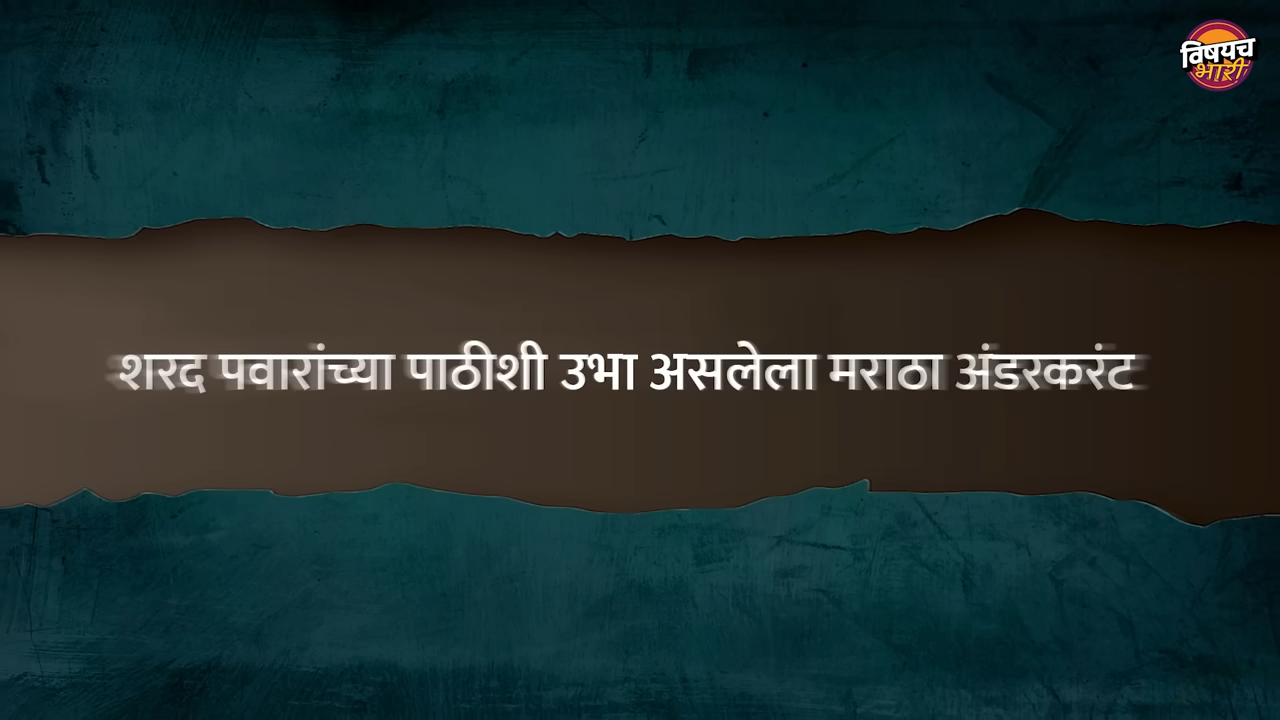 विषयच
भारी
शरद पवारांच्या पाठीशी उभा असलेला मराठा अंडरकरंट